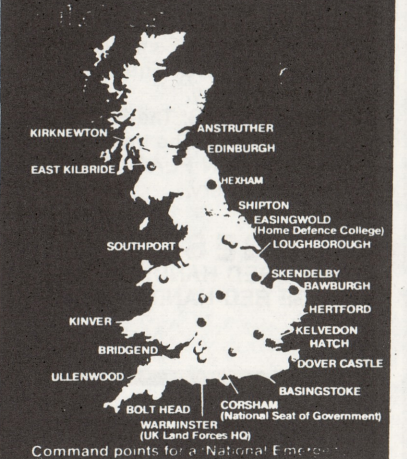 KIRKNEWTON
ANSTRUTHER
EDINBURGH
EAST KILBRIDE
HEXHAM
SHIPTON
EASINGWOLD
(Home Defence College)
SOUTHPORT
LOUGHBOROUGH
SKENDELBY
BAWBURGH
HERTFORD
KINVER
KELVEDON
HATCH
BRIDGEND
DOVER CASTLE
ULLENWOOD
BASINGSTOKE
BOLT HEAD
CORSHAM
(National Seat of Government)
WARMINSTER
(UK Land Forces HQ)
Command points for a 'National